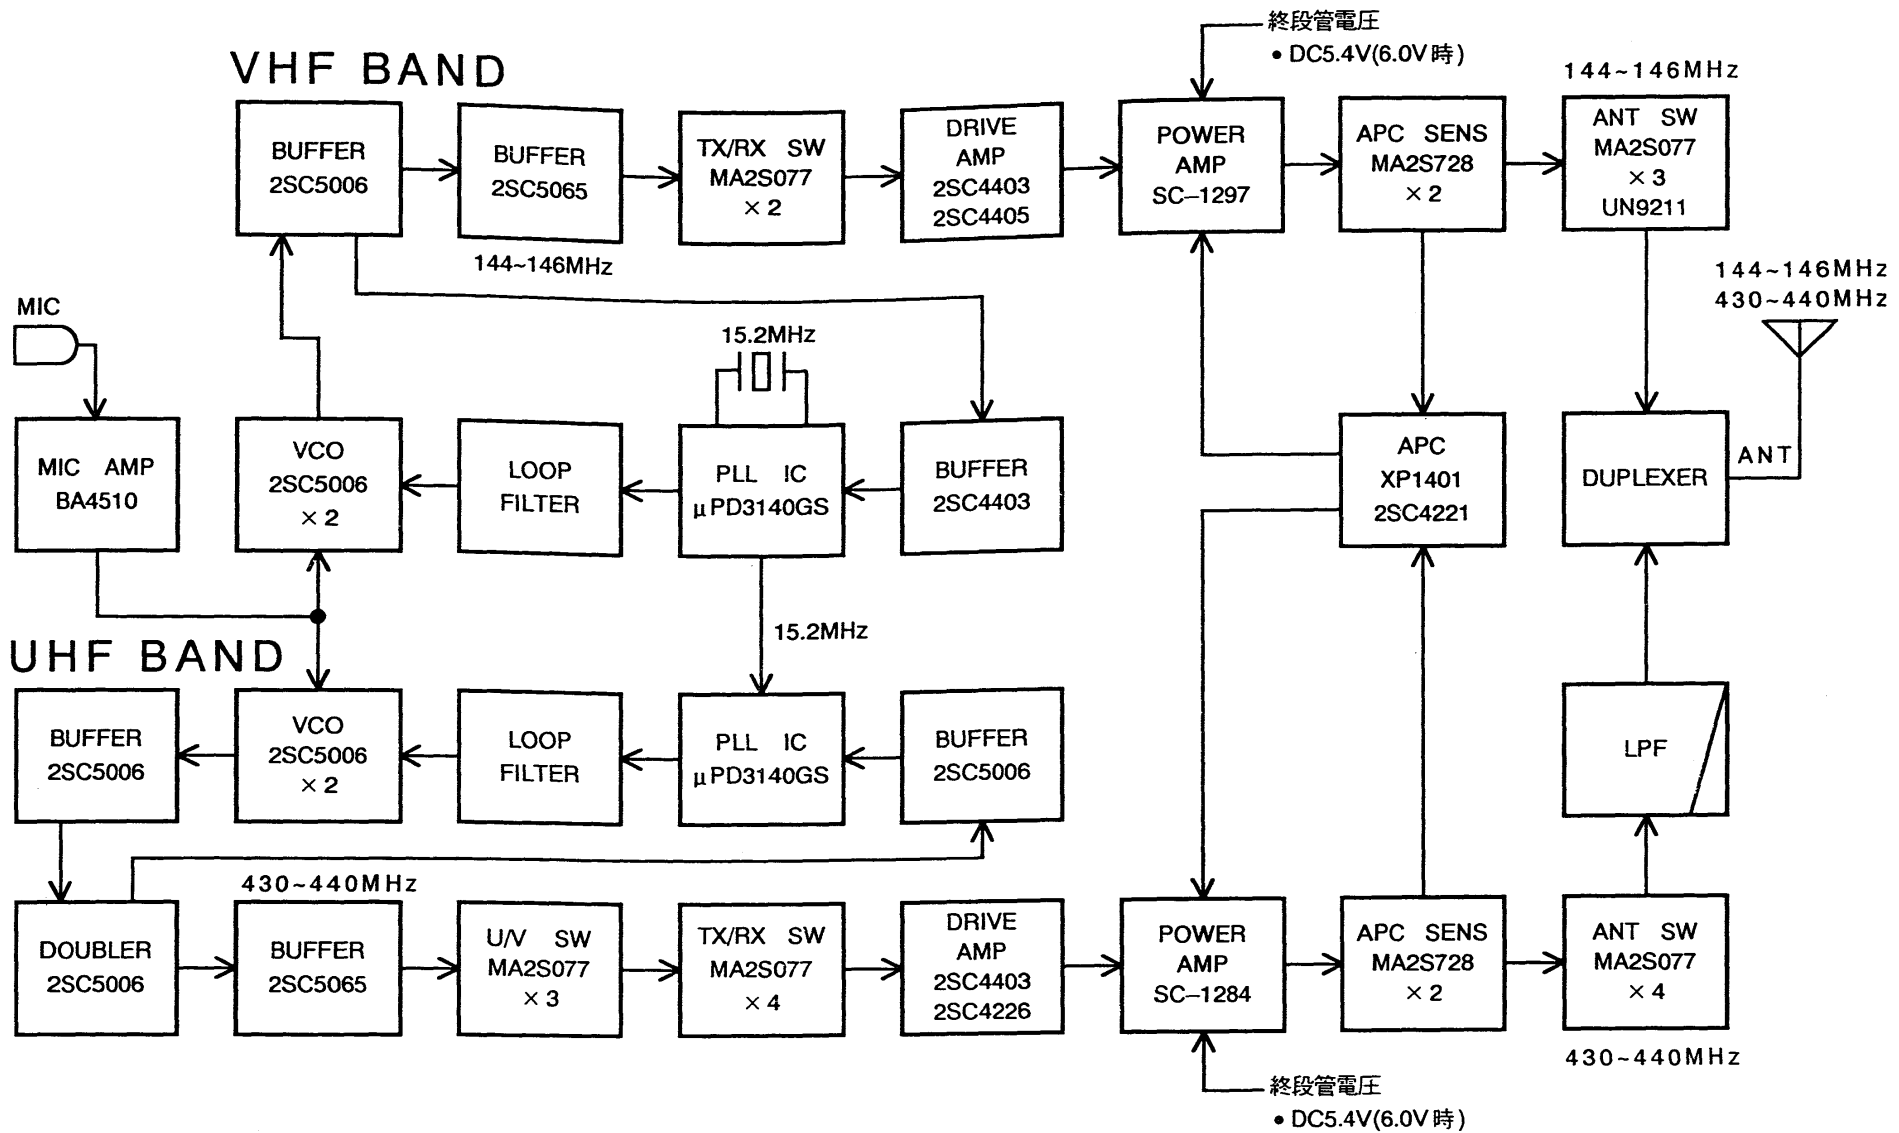 終段管電圧
• DC5.4V(6.0V時)
VHF BAND
144~146MHz
BUFFER
2SC5006
BUFFER
2SC5065
144~146MHz
TX/RX SW
MA2S077
×2
DRIVE
AMP
2SC4403
2SC4405
POWER
AMP
SC-1297
APC SENS
MA2S728
×2
ANT SW
MA2S077
×3
UN9211
144~146MHz
430~440MHz
MIC
15.2MHz
MIC AMP
BA4510
VCO
2SC5006
×2
LOOP
FILTER
PLL IC
μPD3140GS
BUFFER
2SC4403
APC
XP1401
2SC4221
DUPLEXER
ANT
15.2MHz
UHF BAND
BUFFER
2SC5006
VCO
2SC5006
×2
LOOP
FILTER
PLL IC
μPD3140GS
BUFFER
2SC5006
LPF
430~440MHz
DOUBLER
2SC5006
BUFFER
2SC5065
U/V SW
MA2S077
×3
TX/RX SW
MA2S077
×4
DRIVE
AMP
2SC4403
2SC4226
POWER
AMP
SC-1284
APC SENS
MA2S728
×2
ANT SW
MA2S077
×4
430~440MHz
終段管電圧
• DC5.4V(6.0V時)